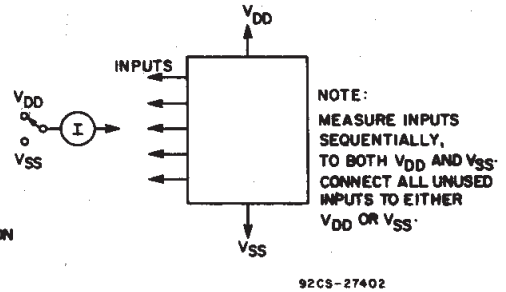 VDD
INPUTS
VDD
I
VSS
NOTE:
MEASURE INPUTS
SEQUENTIALLY,
TO BOTH VDD AND VSS.
CONNECT ALL UNUSED
INPUTS TO EITHER
VDD OR VSS.
ON
VSS
92CS-27402